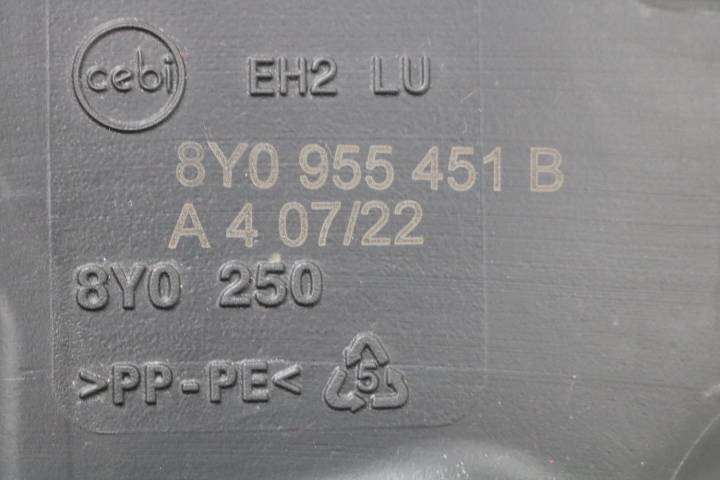 cebi EH2 LU
8Y0 955 451 B
A 4 07/22
8Y0 250
>PP-PE< 5